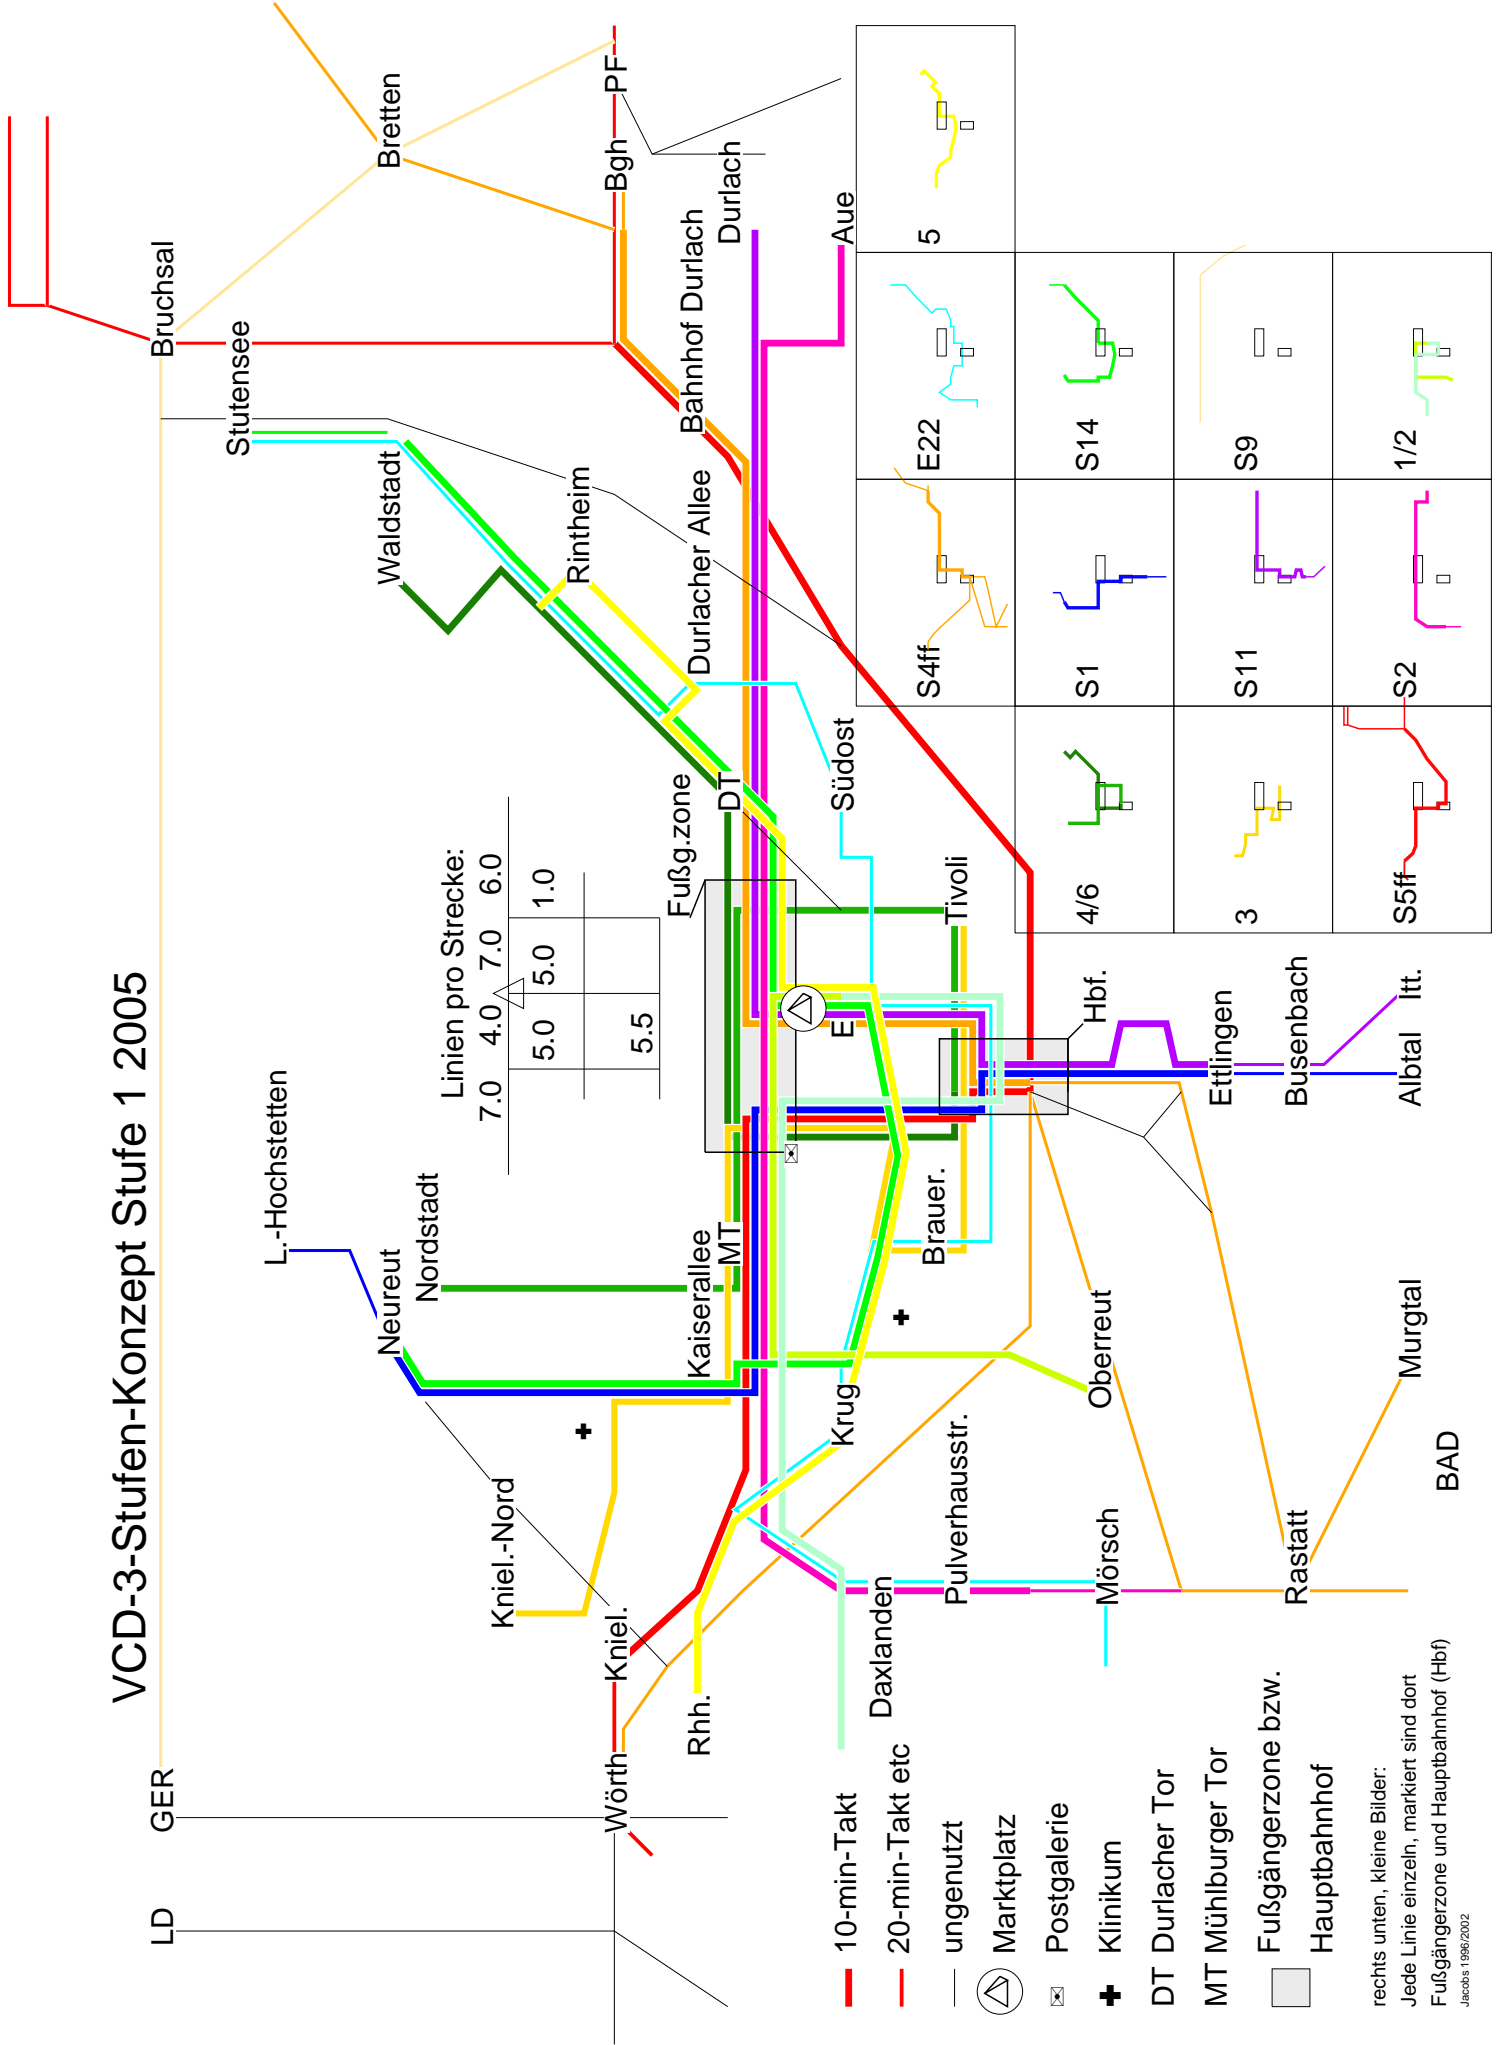 VCD-3-Stufen-Konzept Stufe 1 2005
LD
GER
Bruchsal
Stutensee
L.-Hochstetten
Neureut
Nordstadt
Waldstadt
Bretten
Linien pro Strecke:
7.0 4.0 7.0 6.0
5.0 5.0 1.0
5.5
Kniel.-Nord
Rintheim
Wörth
Kniel.
Bgh
PF
Rhh.
Kaiserallee
MT
Fußg.zone
DT
Durlacher Allee
Bahnhof Durlach
Durlach
Krug
E
Südost
Aue
Daxlanden
Pulverhausstr.
Brauer.
Tivoli
Mörsch
Oberreut
Hbf.
Rastatt
Ettlingen
Busenbach
Murgtal
Albtal
Itt.
BAD
10-min-Takt
20-min-Takt etc
ungenutzt
Marktplatz
Postgalerie
Klinikum
DT Durlacher Tor
MT Mühlburger Tor
Fußgängerzone bzw.
Hauptbahnhof
rechts unten, kleine Bilder:
Jede Linie einzeln, markiert sind dort
Fußgängerzone und Hauptbahnhof (Hbf)
Jacobs 1996/2002
S4ff
E22
5
4/6
S1
S14
3
S11
S9
S5ff
S2
1/2